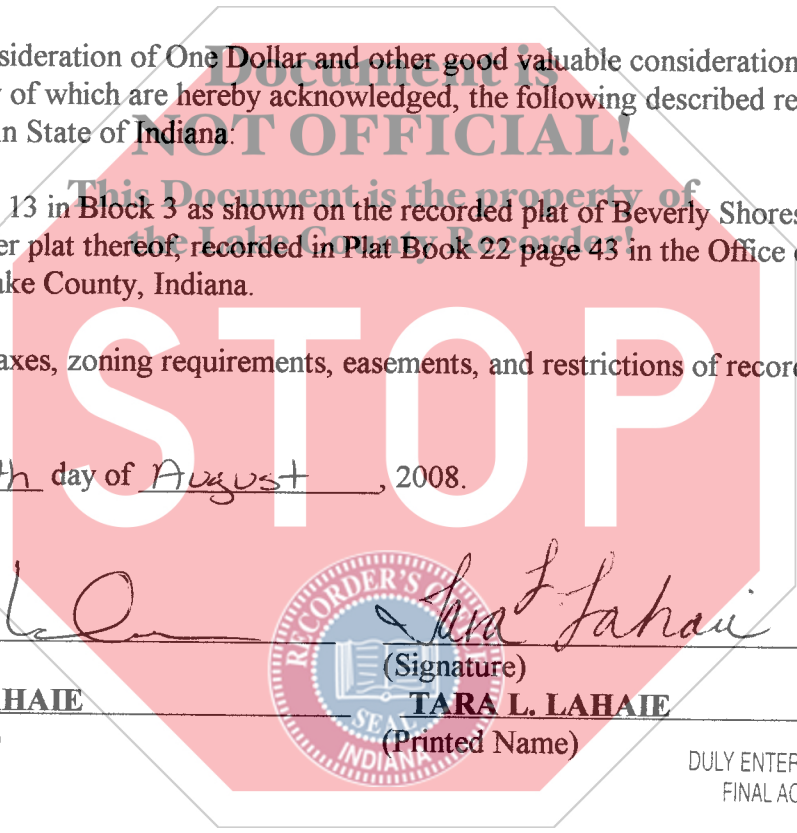 sideration of One Dollar and other good valuable consideration
Document is
y of which are hereby acknowledged, the following described re
NOT OFFICIAL!
n State of Indiana:
This Document is the property of
13 in Block 3 as shown on the recorded plat of Beverly Shores
the Lake County Recorder!
er plat thereof, recorded in Plat Book 22 page 43 in the Office
ake County, Indiana.
STOP
axes, zoning requirements, easements, and restrictions of record
th day of August, 2008.
Tara L Lahaie
(Signature)
HAIE TARA L. LAHAIE
(Printed Name)
RECORDER'S OFFICE
SEAL
INDIANA
DULY ENTER
FINAL AC